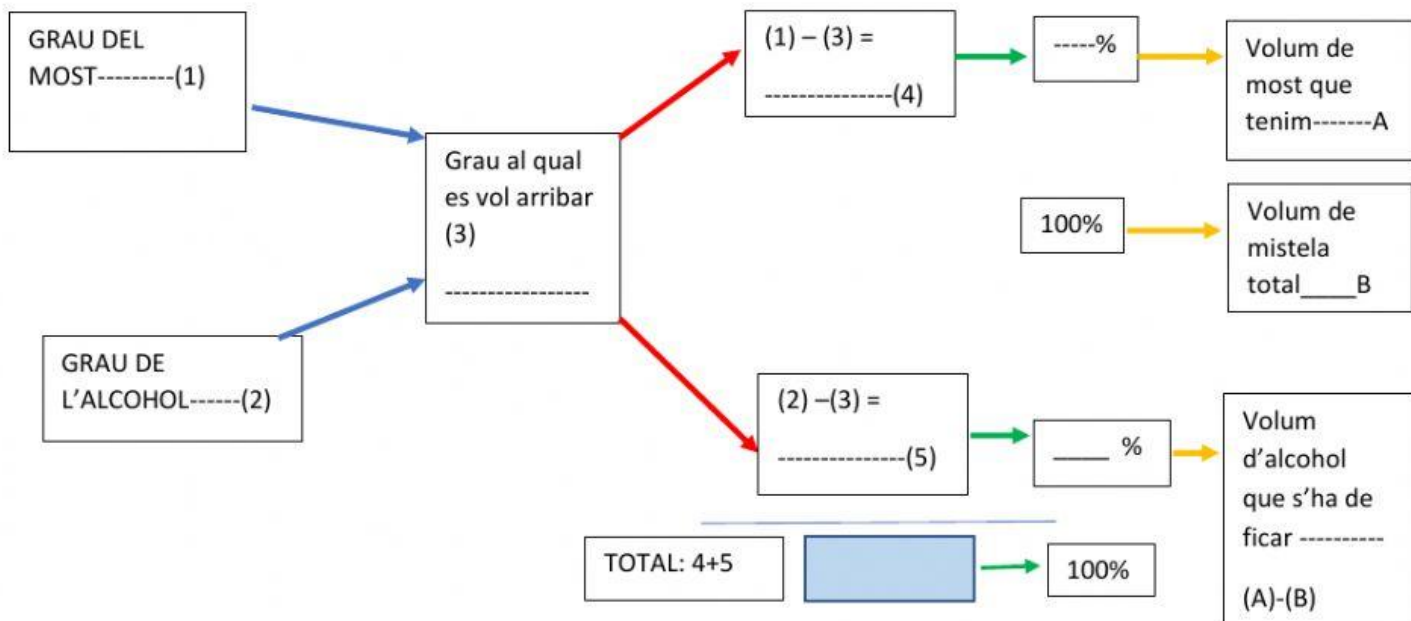 GRAU DEL
MOST---------(1)
GRAU DE
L’ALCOHOL------(2)
Grau al qual
es vol arribar
(3)
-----------------
(1) – (3) =
---------------(4)
-----%
Volum de
most que
tenim-------A
100%
Volum de
mistela
total____B
(2) –(3) =
---------------(5)
____ %
Volum
d’alcohol
que s’ha de
ficar ----------
(A)-(B)
TOTAL: 4+5
100%